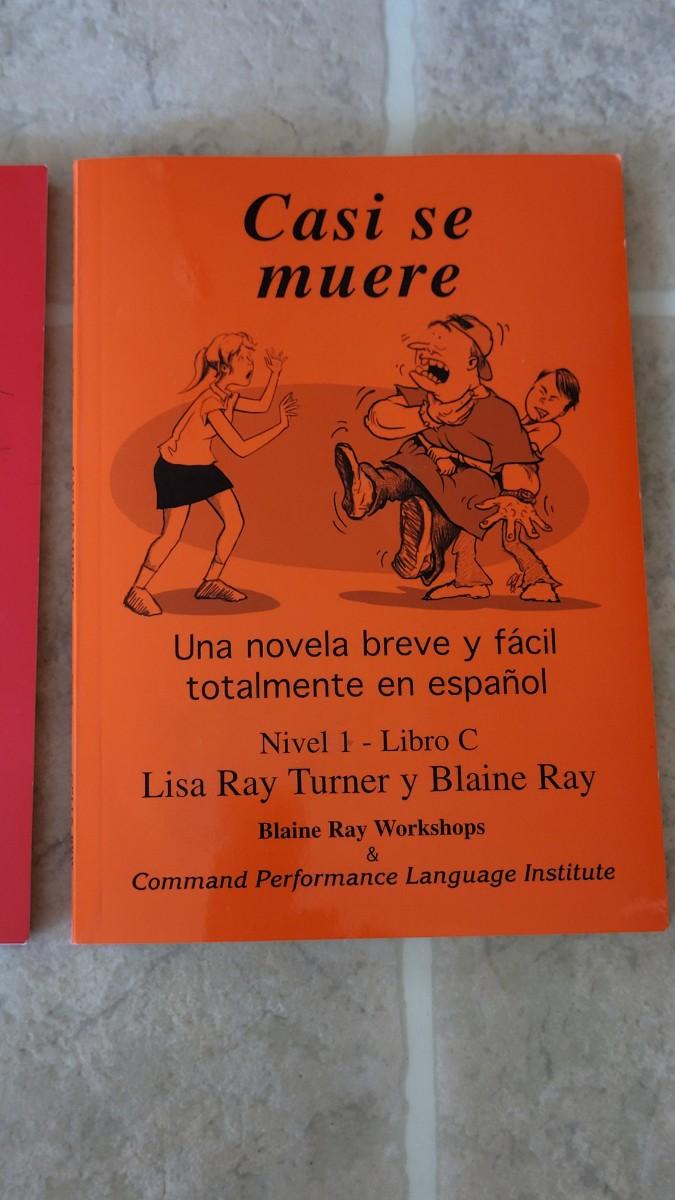 Casi se
muere
Una novela breve y fácil
totalmente en español
Nivel 1 - Libro C
Lisa Ray Turner y Blaine Ray
Blaine Ray Workshops
&
Command Performance Language Institute